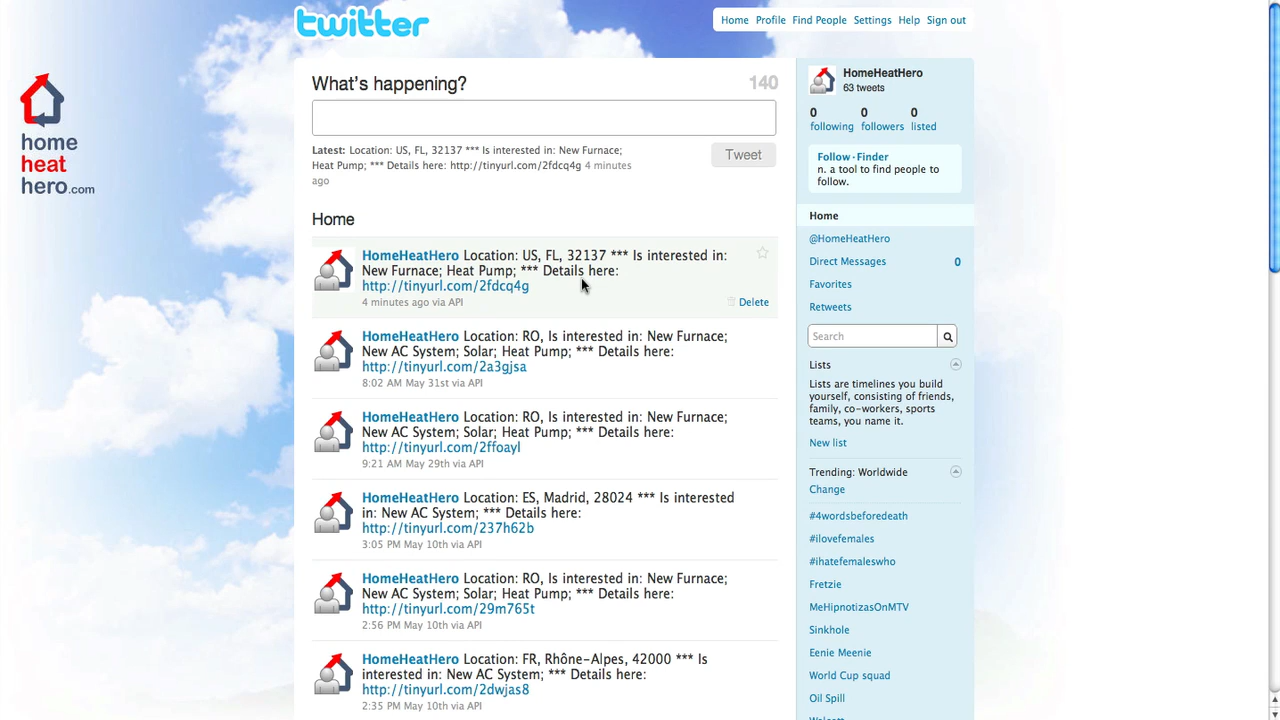 twitter
Home Profile Find People Settings Help Sign out
home
heat
hero.com
What's happening?
140
Latest: Location: US, FL, 32137 *** Is interested in: New Furnace;
Heat Pump; *** Details here: http://tinyurl.com/2fdcq4g 4 minutes
ago
Tweet
Home
HomeHeatHero Location: US, FL, 32137 *** Is interested in:
New Furnace; Heat Pump; *** Details here:
http://tinyurl.com/2fdcq4g
4 minutes ago via API
Delete
HomeHeatHero Location: RO, Is interested in: New Furnace;
New AC System; Solar; Heat Pump; *** Details here:
http://tinyurl.com/2a3gjsa
8:02 AM May 31st via API
HomeHeatHero Location: RO, Is interested in: New Furnace;
New AC System; Solar; Heat Pump; *** Details here:
http://tinyurl.com/2ffoayl
9:21 AM May 29th via API
HomeHeatHero Location: ES, Madrid, 28024 *** Is interested
in: New AC System; *** Details here:
http://tinyurl.com/237h62b
3:05 PM May 10th via API
HomeHeatHero Location: RO, Is interested in: New Furnace;
New AC System; Solar; Heat Pump; *** Details here:
http://tinyurl.com/29m765t
2:56 PM May 10th via API
HomeHeatHero Location: FR, Rhône-Alpes, 42000 *** Is
interested in: New AC System; *** Details here:
http://tinyurl.com/2dwjas8
2:35 PM May 10th via API
HomeHeatHero
63 tweets
0 0 0
following followers listed
Follow·Finder
n. a tool to find people to
follow.
Home
@HomeHeatHero
Direct Messages 0
Favorites
Retweets
Search
Lists
Lists are timelines you build
yourself, consisting of friends,
family, co-workers, sports
teams, you name it.
New list
Trending: Worldwide
Change
#4wordsbeforedeath
#ilovefemales
#ihatefemaleswho
Fretzie
MeHipnotizasOnMTV
Sinkhole
Eenie Meenie
World Cup squad
Oil Spill